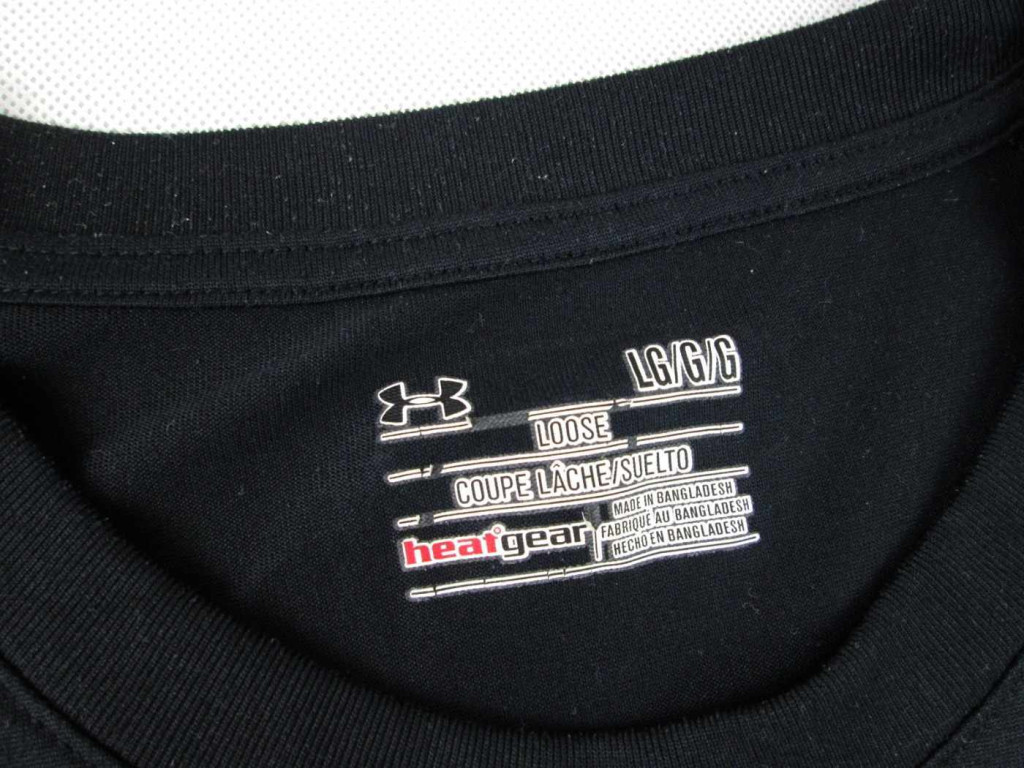 LG/G/G
LOOSE
COUPE LÂCHE/SUELTO
heatgear
MADE IN BANGLADESH
FABRIQUÉ AU BANGLADESH
HECHO EN BANGLADESH